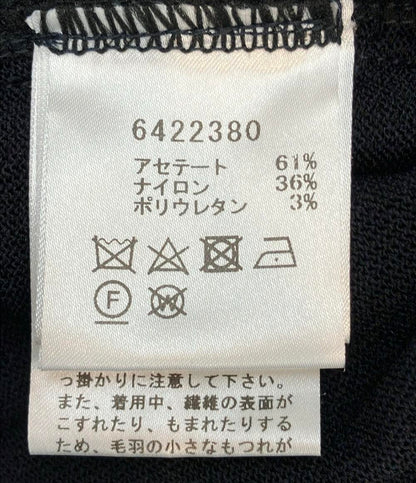 6422380
アセテート 61%
ナイロン 36%
ポリウレタン 3%
F W
っ掛かりに注意して下さい。
また、着用中、繊維の表面が
こすれたり、もまれたりする
ため、毛羽の小さなもつれが